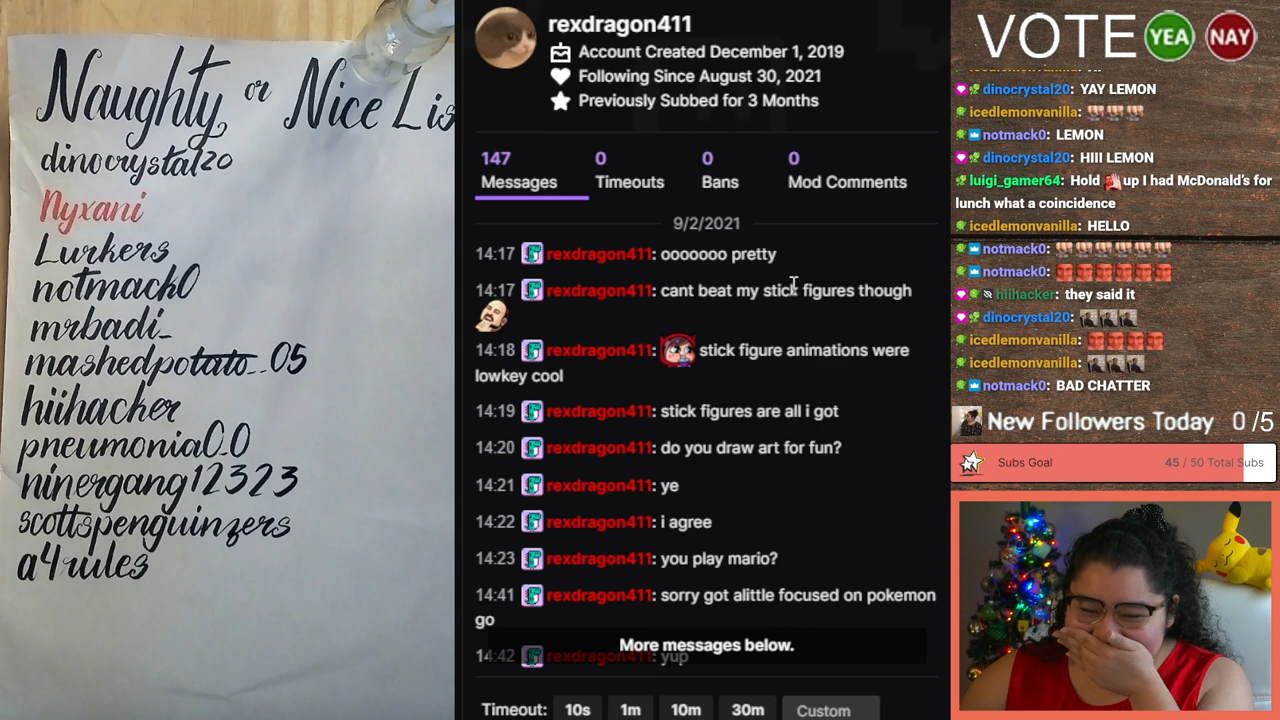 Naughty or Nice Lis
dinocrystal20
Nyxani
Lurkers
notmack0
mrbadi_
mashedpotato_05
hiihacker
pneumonia0_0
ninergang12323
scottspenguinzers
a4rules
rexdragon411
Account Created December 1, 2019
Following Since August 30, 2021
Previously Subbed for 3 Months
147 Messages
0 Timeouts
0 Bans
0 Mod Comments
9/2/2021
14:17 rexdragon411: ooooooo pretty
14:17 rexdragon411: cant beat my stick figures though
14:18 rexdragon411: stick figure animations were
lowkey cool
14:19 rexdragon411: stick figures are all i got
14:20 rexdragon411: do you draw art for fun?
14:21 rexdragon411: ye
14:22 rexdragon411: i agree
14:23 rexdragon411: you play mario?
14:41 rexdragon411: sorry got alittle focused on pokemon
go
More messages below.
14:42 rexdragon411: yup
Timeout: 10s 1m 10m 30m Custom
VOTE YEA NAY
dinocrystal20: YAY LEMON
icedlemonvanilla:
notmack0: LEMON
dinocrystal20: HIII LEMON
luigi_gamer64: Hold up I had McDonald's for
lunch what a coincidence
icedlemonvanilla: HELLO
notmack0:
notmack0:
hiihacker: they said it
dinocrystal20:
icedlemonvanilla:
icedlemonvanilla:
notmack0: BAD CHATTER
New Followers Today 0 /5
Subs Goal 45 / 50 Total Subs